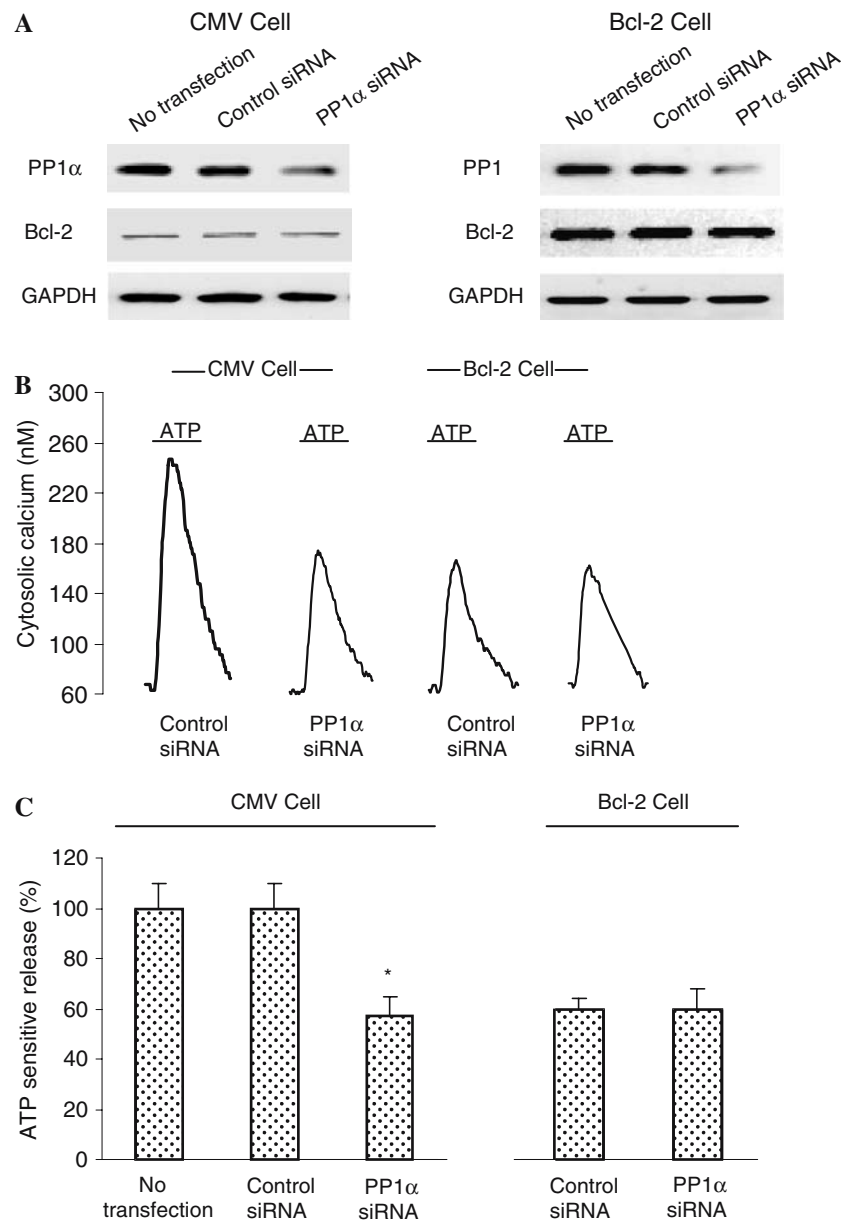 A
CMV Cell
Bcl-2 Cell
No transfection
Control siRNA
PP1α siRNA
No transfection
Control siRNA
PP1α siRNA
PP1α
Bcl-2
GAPDH
PP1
Bcl-2
GAPDH
B
CMV Cell
Bcl-2 Cell
Cytosolic calcium (nM)
300
260
220
180
140
100
60
ATP
ATP
ATP
ATP
Control
siRNA
PP1α
siRNA
Control
siRNA
PP1α
siRNA
C
CMV Cell
Bcl-2 Cell
ATP sensitive release (%)
120
100
80
60
40
20
0
*
No
transfection
Control
siRNA
PP1α
siRNA
Control
siRNA
PP1α
siRNA